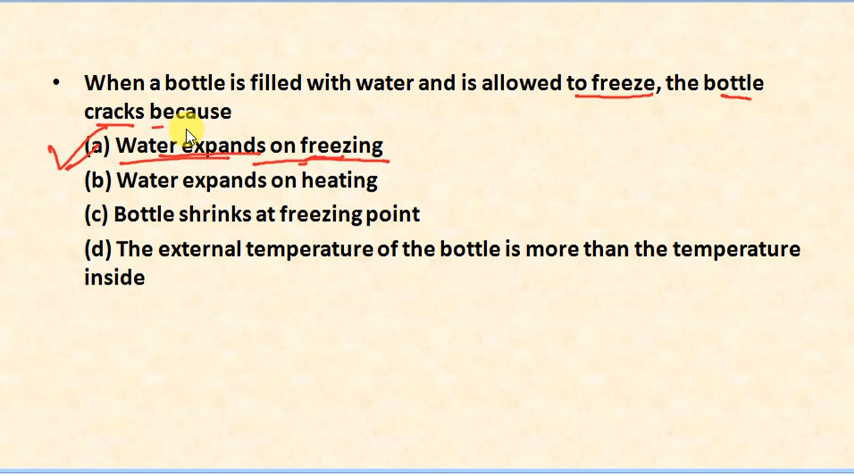 • When a bottle is filled with water and is allowed to freeze, the bottle
cracks because
(a) Water expands on freezing
(b) Water expands on heating
(c) Bottle shrinks at freezing point
(d) The external temperature of the bottle is more than the temperature
inside